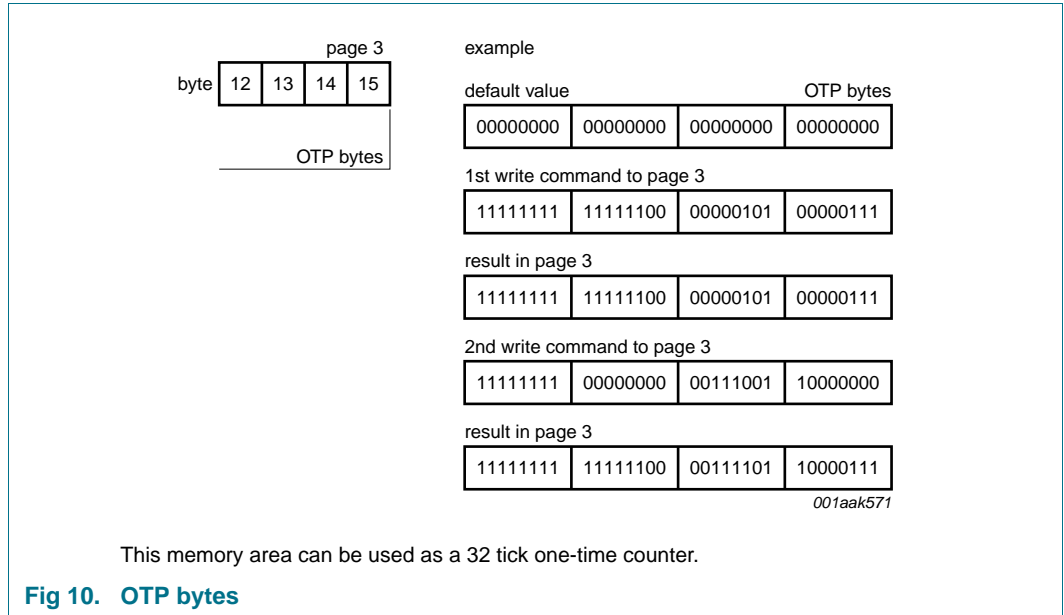 page 3
byte 12 13 14 15
OTP bytes
example
default value OTP bytes
00000000 00000000 00000000 00000000
1st write command to page 3
11111111 11111100 00000101 00000111
result in page 3
11111111 11111100 00000101 00000111
2nd write command to page 3
11111111 00000000 00111001 10000000
result in page 3
11111111 11111100 00111101 10000111
001aak571
This memory area can be used as a 32 tick one-time counter.
Fig 10. OTP bytes